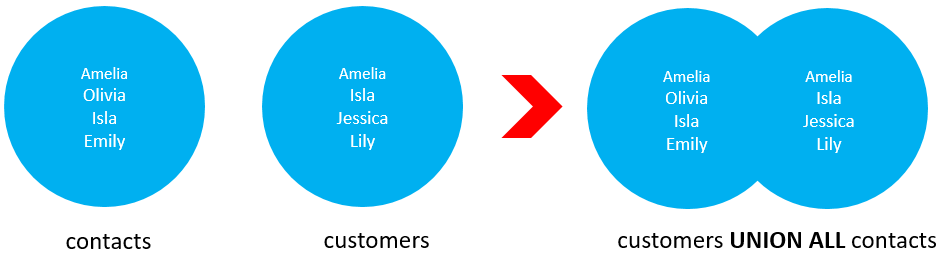 Amelia
Olivia
Isla
Emily
contacts
Amelia
Isla
Jessica
Lily
customers
Amelia
Olivia
Isla
Emily
Amelia
Isla
Jessica
Lily
customers UNION ALL contacts